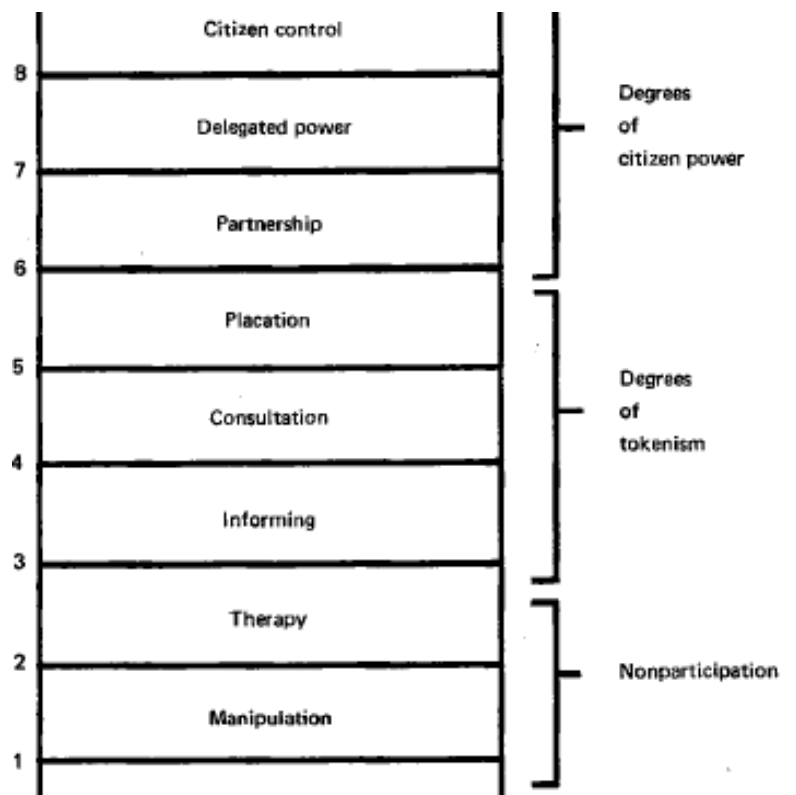 Citizen control
8
Delegated power
7
Partnership
6
Placation
5
Consultation
4
Informing
3
Therapy
2
Manipulation
1
Degrees
of
citizen power
Degrees
of
tokenism
Nonparticipation